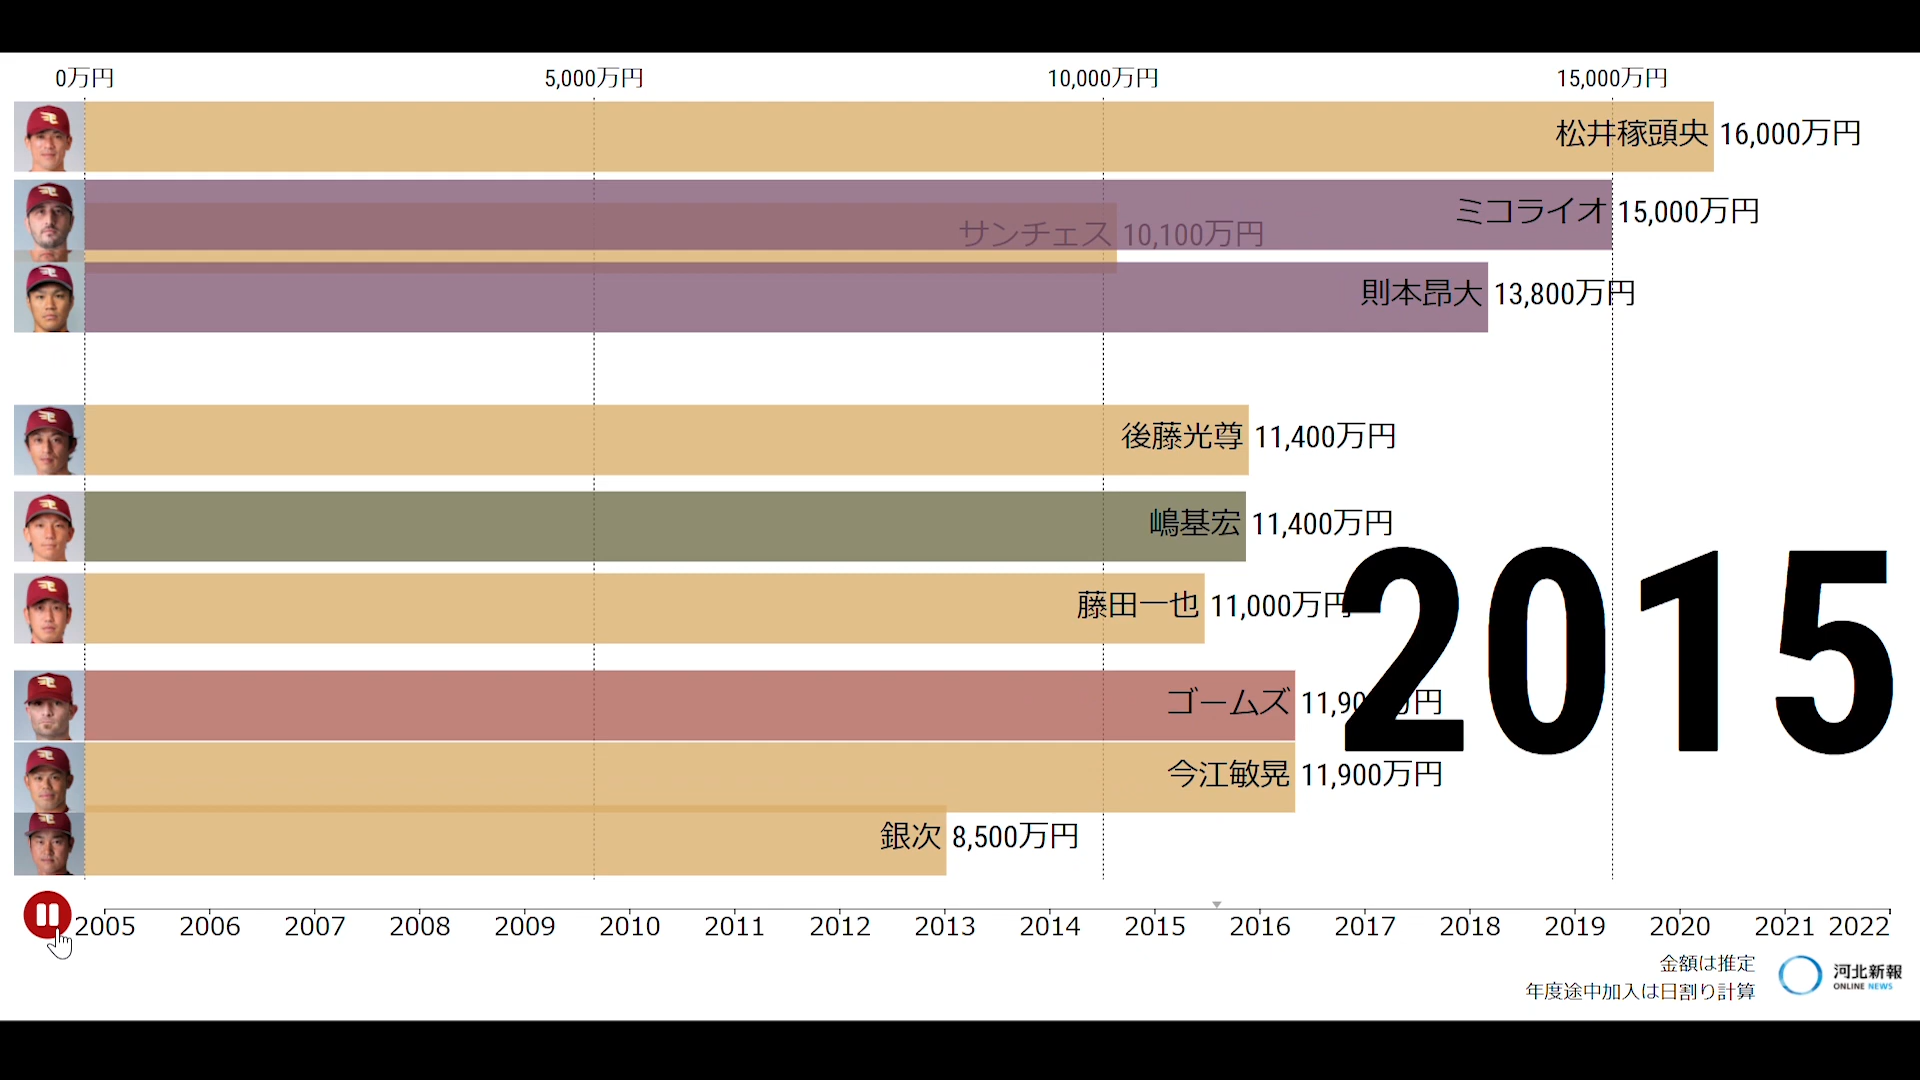 0万円 5,000万円 10,000万円 15,000万円
松井稼頭央 16,000万円
ミコライオ 15,000万円
サンチェス 10,100万円
則本昂大 13,800万円
後藤光尊 11,400万円
嶋基宏 11,400万円
藤田一也 11,000万円
2015
ゴームズ 11,90 円
今江敏晃 11,900万円
銀次 8,500万円
2005 2006 2007 2008 2009 2010 2011 2012 2013 2014 2015 2016 2017 2018 2019 2020 2021 2022
金額は推定
年度途中加入は日割り計算
河北新報
ONLINE NEWS